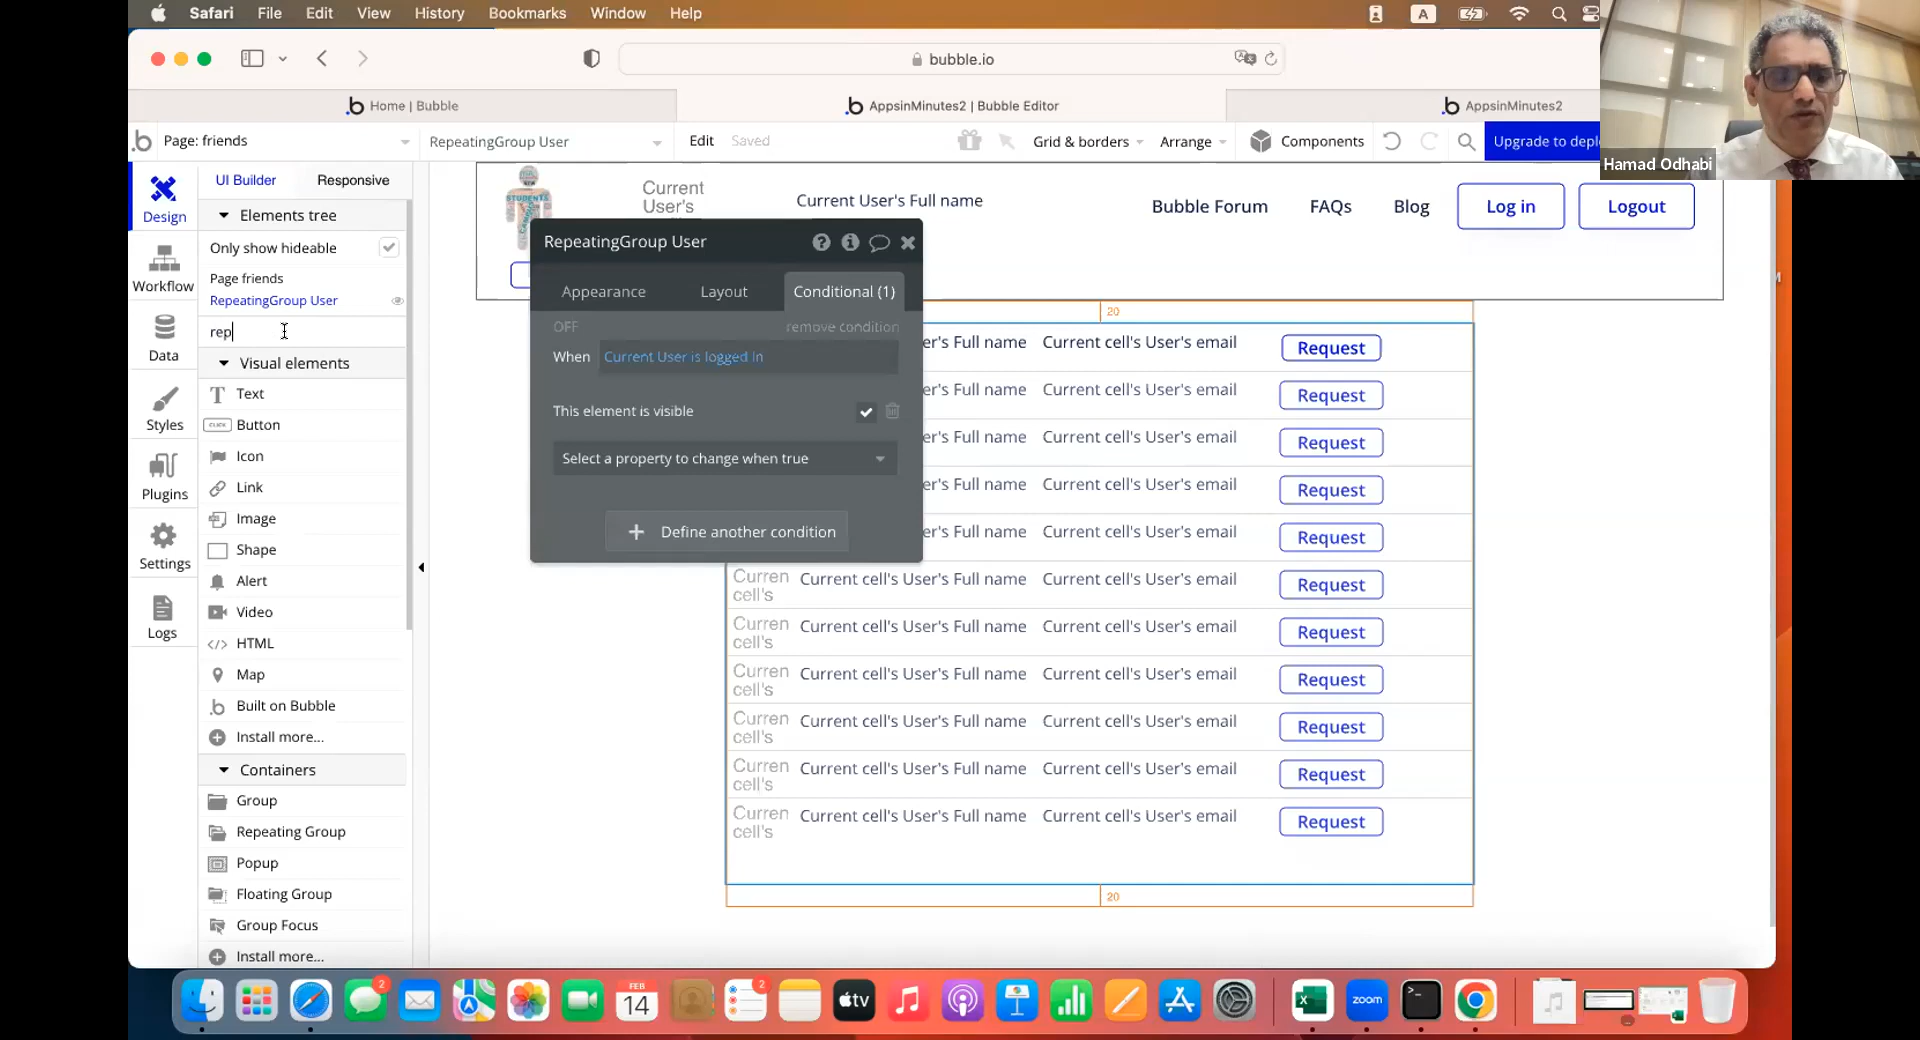 Safari File Edit View History Bookmarks Window Help
A
bubble.io
Home | Bubble
AppsinMinutes2 | Bubble Editor
AppsinMinutes2
Hamad Odhabi
Page: friends
RepeatingGroup User
Edit
Saved
Grid & borders
Arrange
Components
Upgrade to deplo
UI Builder
Responsive
Design
Workflow
Data
Styles
Plugins
Settings
Logs
Elements tree
Only show hideable
Page friends
RepeatingGroup User
rep
Visual elements
Text
CLICK
Button
Icon
Link
Image
Shape
Alert
Video
HTML
Map
Built on Bubble
Install more...
Containers
Group
Repeating Group
Popup
Floating Group
Group Focus
Install more...
STUDENTS
Current
User's
Current User's Full name
Bubble Forum
FAQs
Blog
Log in
Logout
RepeatingGroup User
Appearance
Layout
Conditional (1)
OFF
remove condition
When
Current User is logged in
This element is visible
Select a property to change when true
Define another condition
20
er's Full name Current cell's User's email Request
er's Full name Current cell's User's email Request
er's Full name Current cell's User's email Request
er's Full name Current cell's User's email Request
er's Full name Current cell's User's email Request
Curren
cell's
Current cell's User's Full name Current cell's User's email Request
Curren
cell's
Current cell's User's Full name Current cell's User's email Request
Curren
cell's
Current cell's User's Full name Current cell's User's email Request
Curren
cell's
Current cell's User's Full name Current cell's User's email Request
Curren
cell's
Current cell's User's Full name Current cell's User's email Request
Curren
cell's
Current cell's User's Full name Current cell's User's email Request
20
2
FEB
14
2
tv
X
zoom